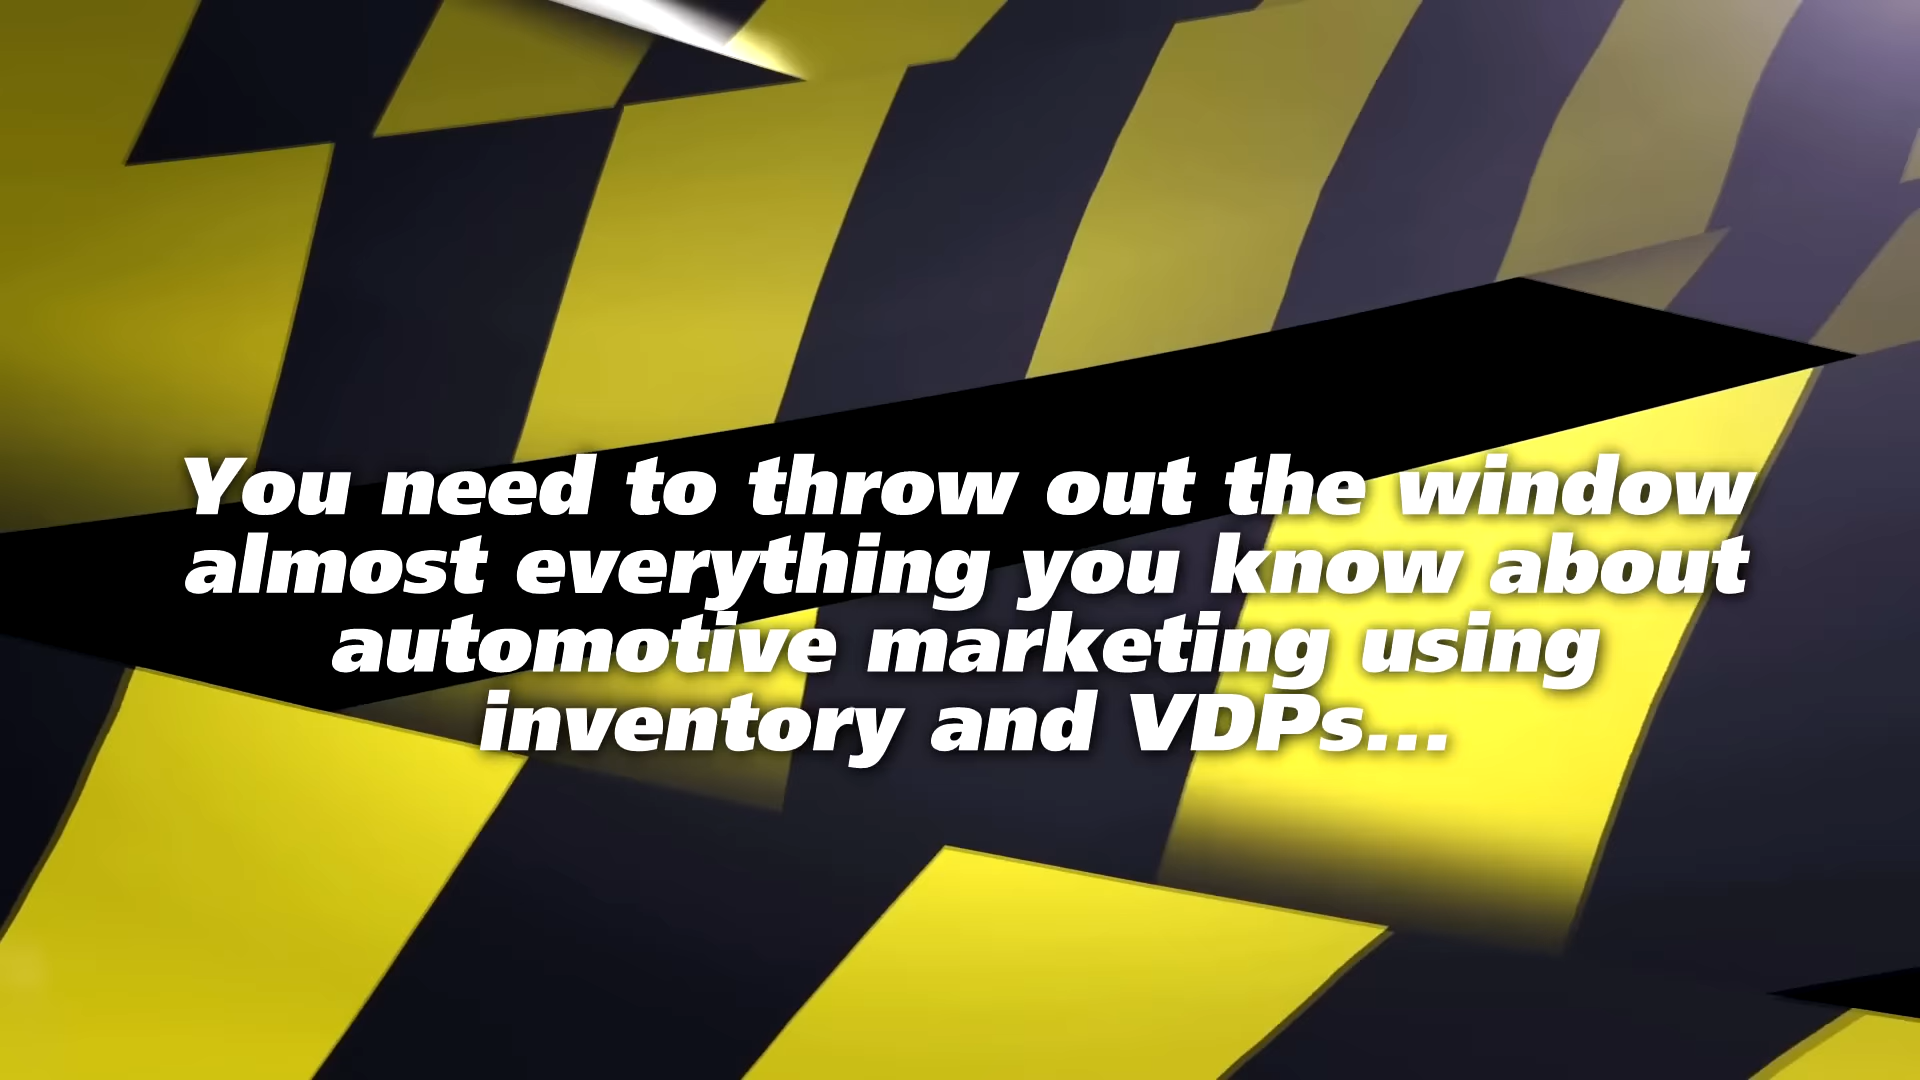 You need to throw out the window
almost everything you know about
automotive marketing using
inventory and VDPs...